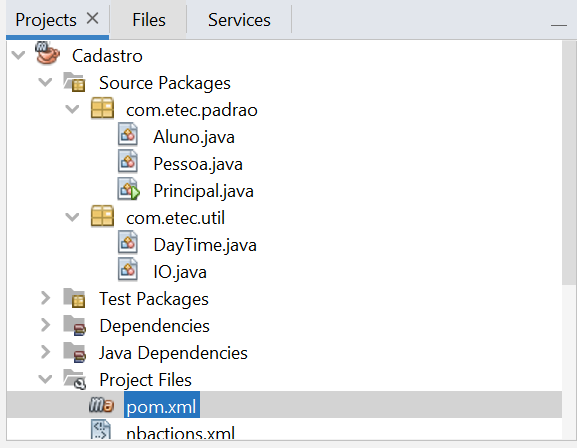 Projects Files Services
Cadastro
Source Packages
com.etec.padrao
Aluno.java
Pessoa.java
Principal.java
com.etec.util
DayTime.java
IO.java
Test Packages
Dependencies
Java Dependencies
Project Files
pom.xml
nbactions.xml